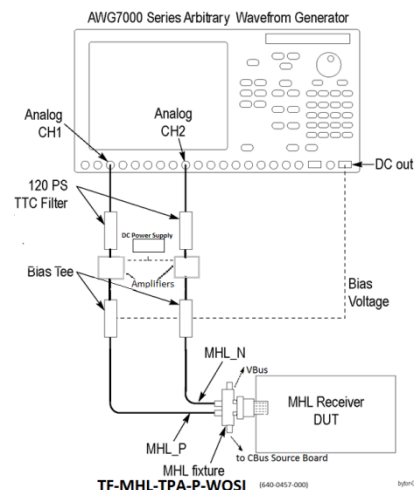 AWG7000 Series Arbitrary Wavefrom Generator
Analog
CH1
Analog
CH2
DC out
120 PS
TTC Filter
DC Power Supply
Bias Tee
Amplifiers
Bias
Voltage
MHL_N
VBus
MHL Receiver
DUT
MHL_P
to CBus Source Board
MHL fixture
TF-MHL-TPA-P-WOSI (640-0457-000)